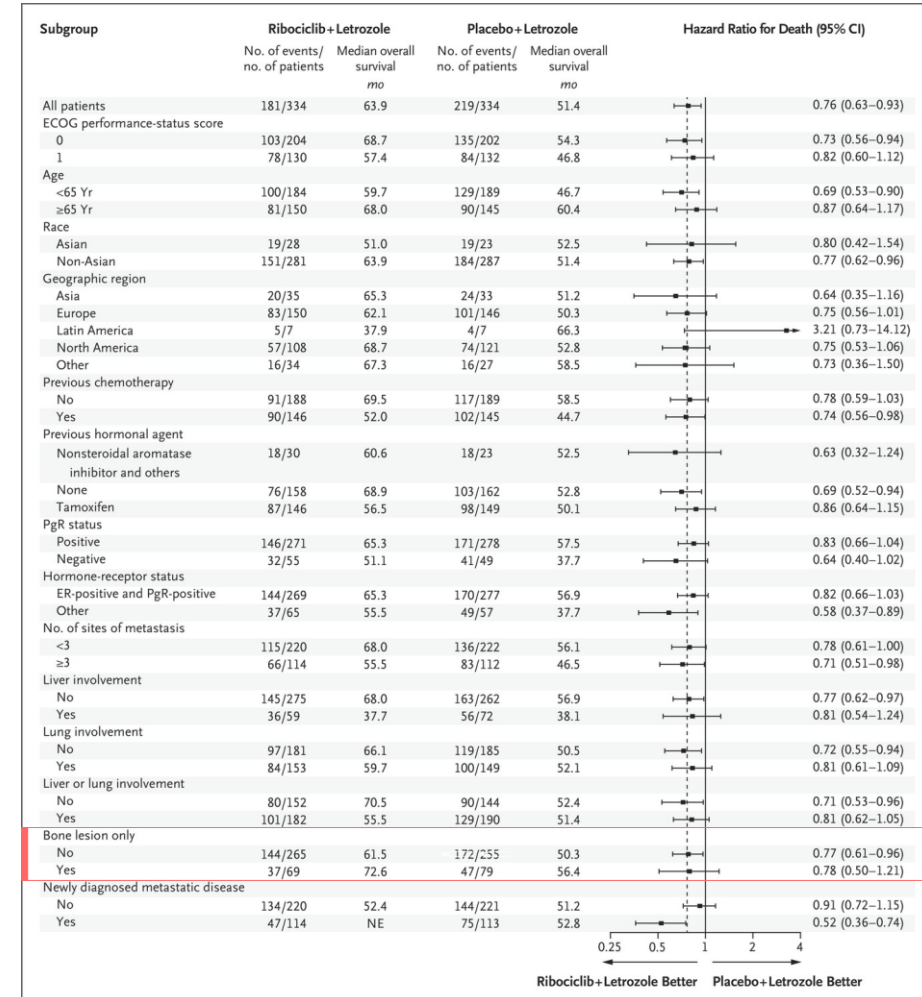 Subgroup Ribociclib+Letrozole Placebo+Letrozole Hazard Ratio for Death (95% CI)
No. of events/ Median overall No. of events/ Median overall
no. of patients survival no. of patients survival
mo mo
All patients 181/334 63.9 219/334 51.4 0.76 (0.63–0.93)
ECOG performance-status score
0 103/204 68.7 135/202 54.3 0.73 (0.56–0.94)
1 78/130 57.4 84/132 46.8 0.82 (0.60–1.12)
Age
<65 Yr 100/184 59.7 129/189 46.7 0.69 (0.53–0.90)
≥65 Yr 81/150 68.0 90/145 60.4 0.87 (0.64–1.17)
Race
Asian 19/28 51.0 19/23 52.5 0.80 (0.42–1.54)
Non-Asian 151/281 63.9 184/287 51.4 0.77 (0.62–0.96)
Geographic region
Asia 20/35 65.3 24/33 51.2 0.64 (0.35–1.16)
Europe 83/150 62.1 101/146 50.3 0.75 (0.56–1.01)
Latin America 5/7 37.9 4/7 66.3 3.21 (0.73–14.12)
North America 57/108 68.7 74/121 52.8 0.75 (0.53–1.06)
Other 16/34 67.3 16/27 58.5 0.73 (0.36–1.50)
Previous chemotherapy
No 91/188 69.5 117/189 58.5 0.78 (0.59–1.03)
Yes 90/146 52.0 102/145 44.7 0.74 (0.56–0.98)
Previous hormonal agent
Nonsteroidal aromatase 18/30 60.6 18/23 52.5 0.63 (0.32–1.24)
inhibitor and others
None 76/158 68.9 103/162 52.8 0.69 (0.52–0.94)
Tamoxifen 87/146 56.5 98/149 50.1 0.86 (0.64–1.15)
PgR status
Positive 146/271 65.3 171/278 57.5 0.83 (0.66–1.04)
Negative 32/55 51.1 41/49 37.7 0.64 (0.40–1.02)
Hormone-receptor status
ER-positive and PgR-positive 144/269 65.3 170/277 56.9 0.82 (0.66–1.03)
Other 37/65 55.5 49/57 37.7 0.58 (0.37–0.89)
No. of sites of metastasis
<3 115/220 68.0 136/222 56.1 0.78 (0.61–1.00)
≥3 66/114 55.5 83/112 46.5 0.71 (0.51–0.98)
Liver involvement
No 145/275 68.0 163/262 56.9 0.77 (0.62–0.97)
Yes 36/59 37.7 56/72 38.1 0.81 (0.54–1.24)
Lung involvement
No 97/181 66.1 119/185 50.5 0.72 (0.55–0.94)
Yes 84/153 59.7 100/149 52.1 0.81 (0.61–1.09)
Liver or lung involvement
No 80/152 70.5 90/144 52.4 0.71 (0.53–0.96)
Yes 101/182 55.5 129/190 51.4 0.81 (0.62–1.05)
Bone lesion only
No 144/265 61.5 172/255 50.3 0.77 (0.61–0.96)
Yes 37/69 72.6 47/79 56.4 0.78 (0.50–1.21)
Newly diagnosed metastatic disease
No 134/220 52.4 144/221 51.2 0.91 (0.72–1.15)
Yes 47/114 NE 75/113 52.8 0.52 (0.36–0.74)
0.25 0.5 1 2 4
Ribociclib+Letrozole Better Placebo+Letrozole Better